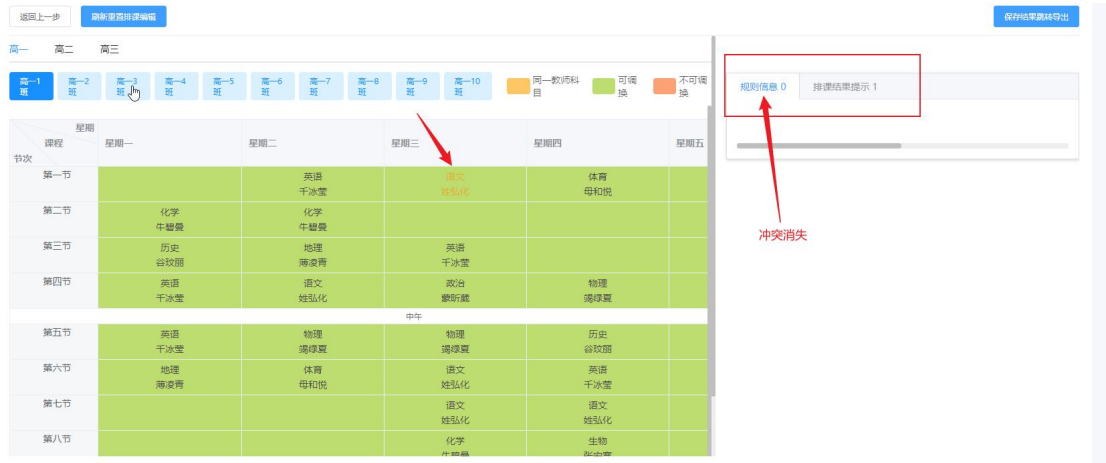 返回上一步 刷新重置排课编辑 保存结果跳转导出
高一 高二 高三
高一1班 高一2班 高一3班 高一4班 高一5班 高一6班 高一7班 高一8班 高一9班 高一10班 同一教师科目 可调换 不可调换
规则信息 0 排课结果提示 1
星期 课程 节次 星期一 星期二 星期三 星期四 星期五
第一节 英语 语文 体育
千冰莹 姓弘化 母和悦
第二节 化学 化学
牛碧曼 牛碧曼
冲突消失
第三节 历史 地理 英语
谷玟丽 薄凌青 千冰莹
第四节 英语 语文 政治 物理
千冰莹 姓弘化 蒙昕葳 竭绿夏
中午
第五节 英语 物理 物理 历史
千冰莹 竭绿夏 竭绿夏 谷玟丽
第六节 地理 体育 语文 英语
薄凌青 母和悦 姓弘化 千冰莹
第七节 语文 语文
姓弘化 姓弘化
第八节 化学 生物